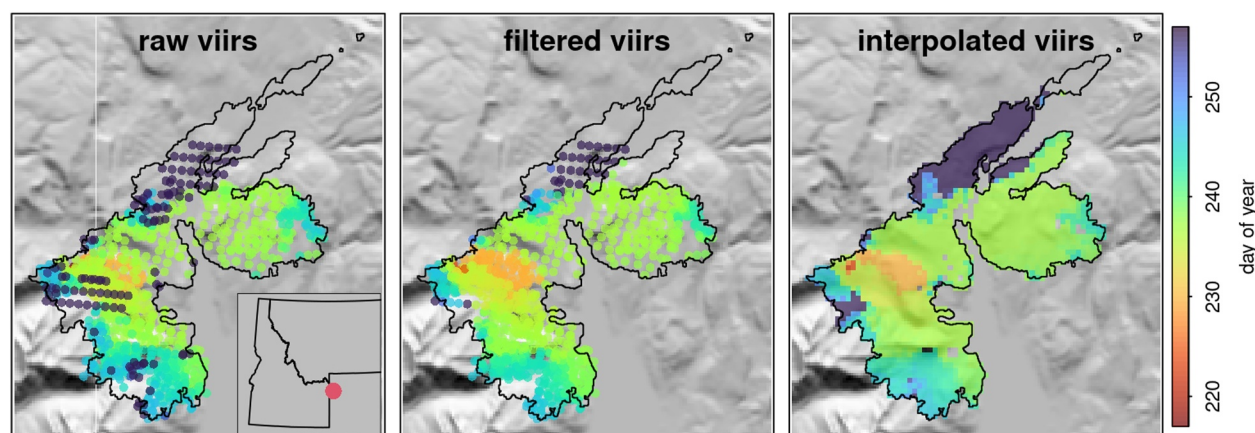 raw viirs
filtered viirs
interpolated viirs
250
240
230
220
day of year